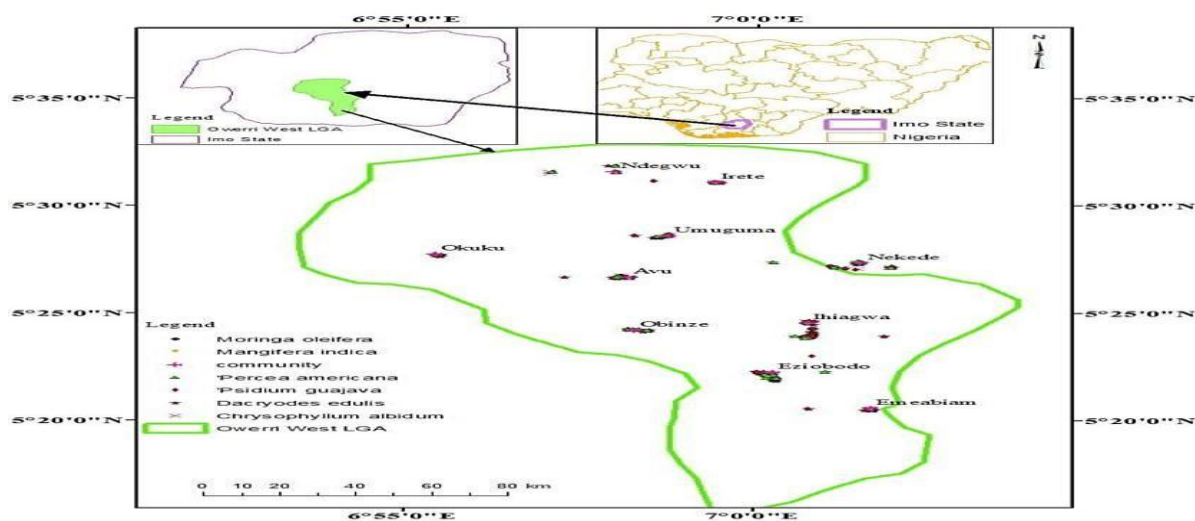 6°55'0"E 7°0'0"E
N
5°35'0"N 5°35'0"N
Legend
Owerri West LGA
Imo State
Legend
Imo State
Nigeria
Ndegwu
Irete
5°30'0"N 5°30'0"N
Umuguma
Okuku
Nekede
Avu
5°25'0"N 5°25'0"N
Ihiagwa
Obinze
Eziobodo
Emeabiam
5°20'0"N 5°20'0"N
Legend
Moringa oleifera
Mangifera indica
community
'Percea americana
'Psidium guajava
Dacryodes edulis
Chrysophyllum albidum
Owerri West LGA
0 20 40 60 80
km
6°55'0"E 7°0'0"E